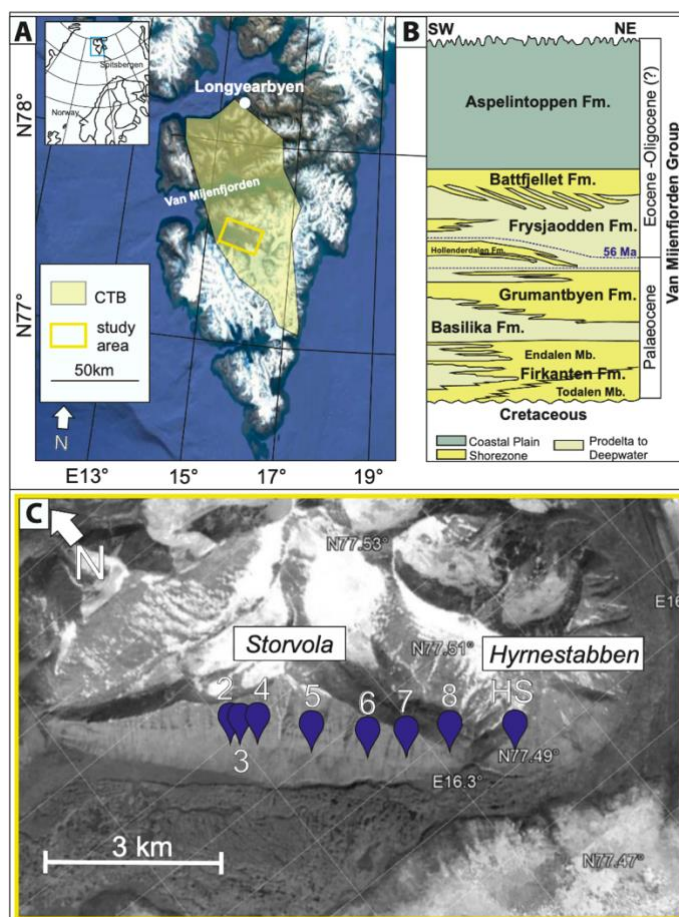 A
Spitsbergen
Norway
N78°
N77°
Longyearbyen
Van Mijenfjorden
CTB
study
area
50km
N
E13° 15° 17° 19°
B
SW NE
Aspelintoppen Fm.
Battfjellet Fm.
Frysjaodden Fm.
Hollenderdalen Fm.
56 Ma
Grumantbyen Fm.
Basilika Fm.
Endalen Mb.
Firkanten Fm.
Todalen Mb.
Cretaceous
Eocene -Oligocene (?)
Palaeocene
Van Mijenfjorden Group
Coastal Plain
Shorezone
Prodelta to
Deepwater
C
N
N77.53°
Storvola
N77.51°
Hyrnestabben
E16
2 4 5 6 7 8 HS
3
N77.49°
E16.3°
3 km
N77.47°